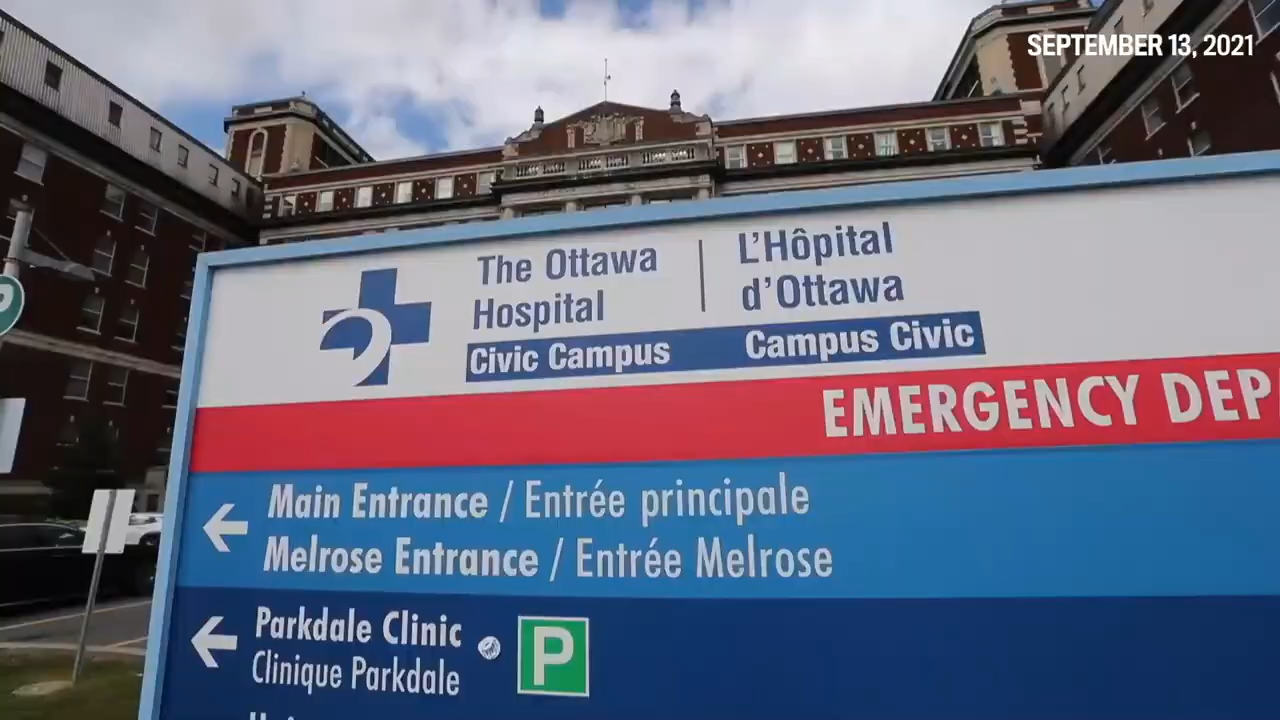 SEPTEMBER 13, 2021
The Ottawa
Hospital
L'Hôpital
d'Ottawa
Civic Campus
Campus Civic
EMERGENCY DEP
Main Entrance / Entrée principale
Melrose Entrance / Entrée Melrose
Parkdale Clinic
Clinique Parkdale
P